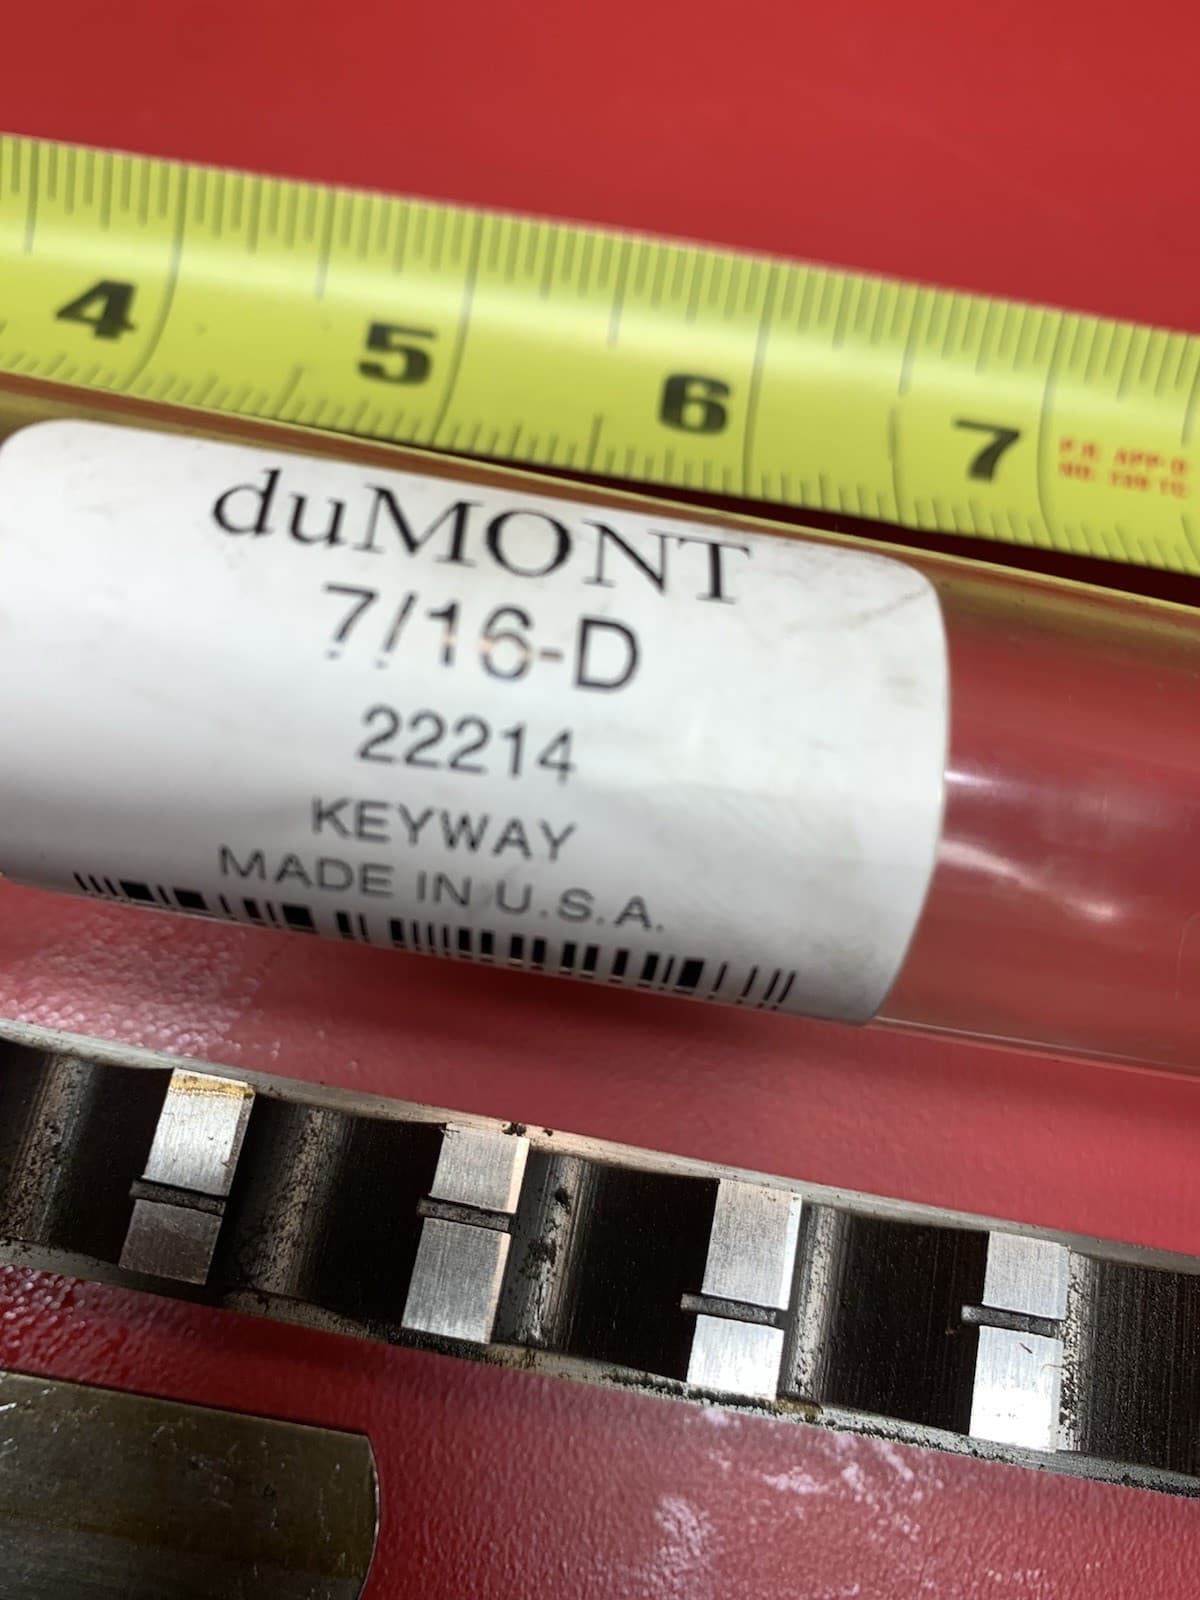 4 5 6 7
duMONT
7/16-D
22214
KEYWAY
MADE IN U.S.A.